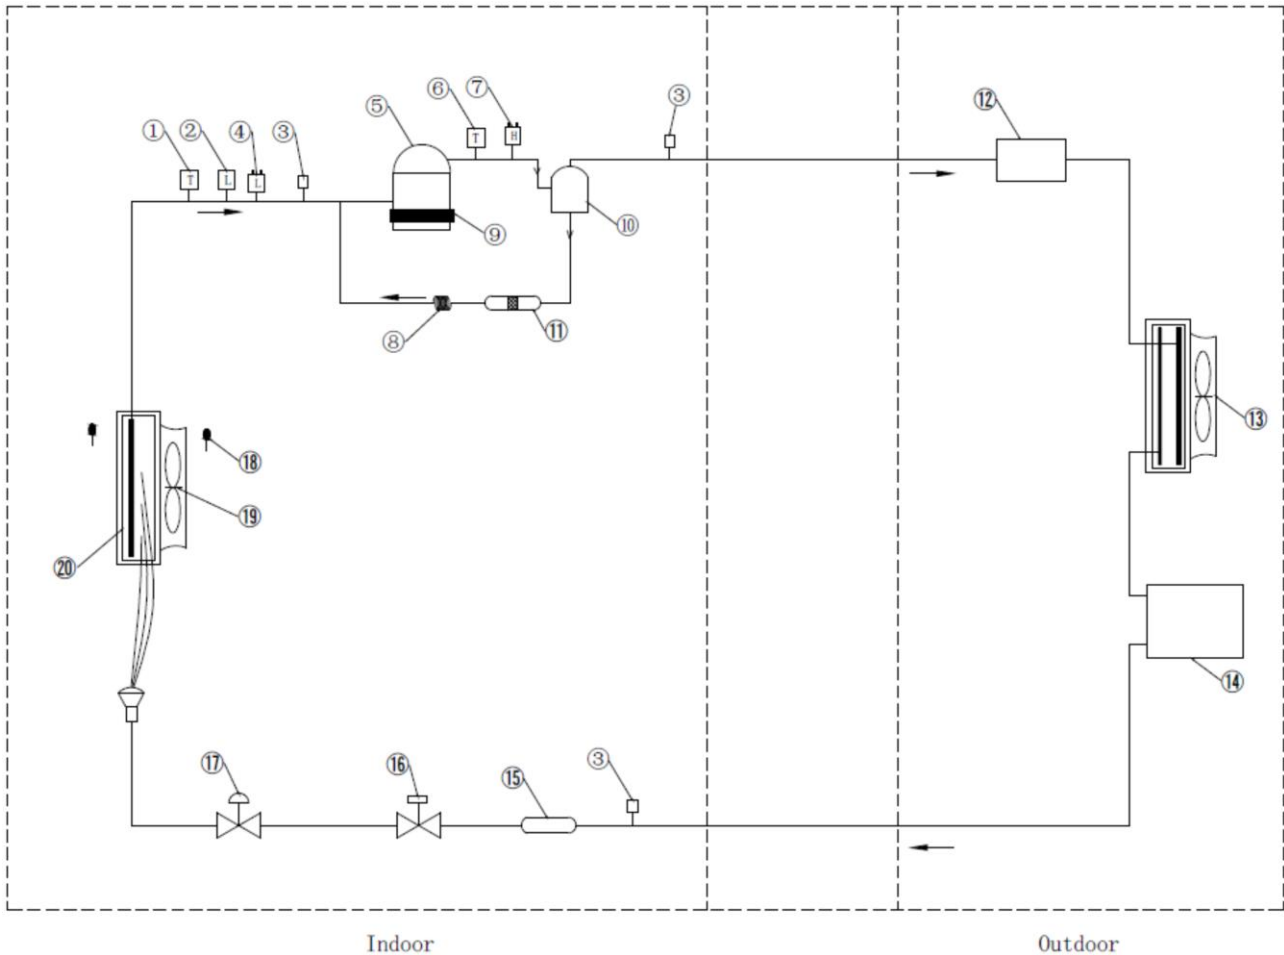 ① ② ④ ③ ⑤ ⑥ ⑦ ③ ⑫
T L L T H
⑨ ⑩
⑧ ⑪
⑬
⑱
⑲
⑳
⑭
⑰ ⑯ ⑮ ③
Indoor Outdoor